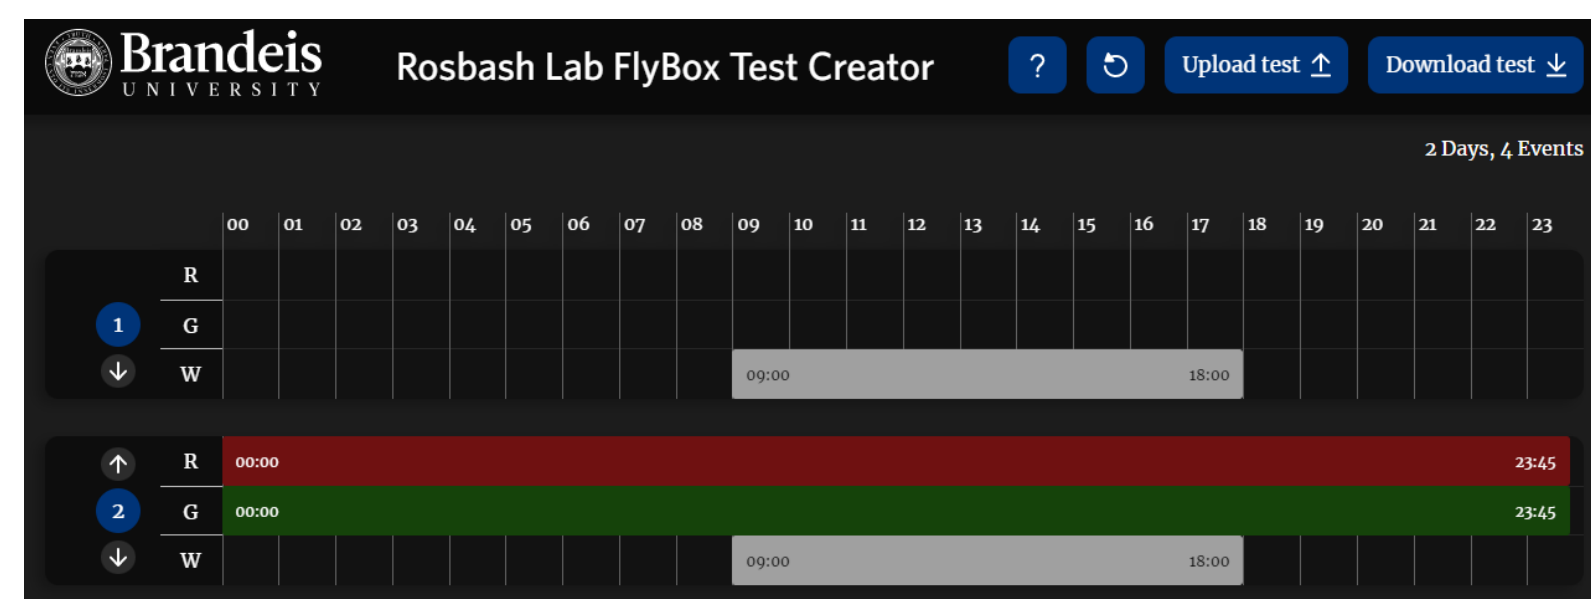 Brandeis
UNIVERSITY
Rosbash Lab FlyBox Test Creator
?
Upload test
Download test
2 Days, 4 Events
00 01 02 03 04 05 06 07 08 09 10 11 12 13 14 15 16 17 18 19 20 21 22 23
R
1 G
W 09:00 18:00
R 00:00 23:45
2 G 00:00 23:45
W 09:00 18:00